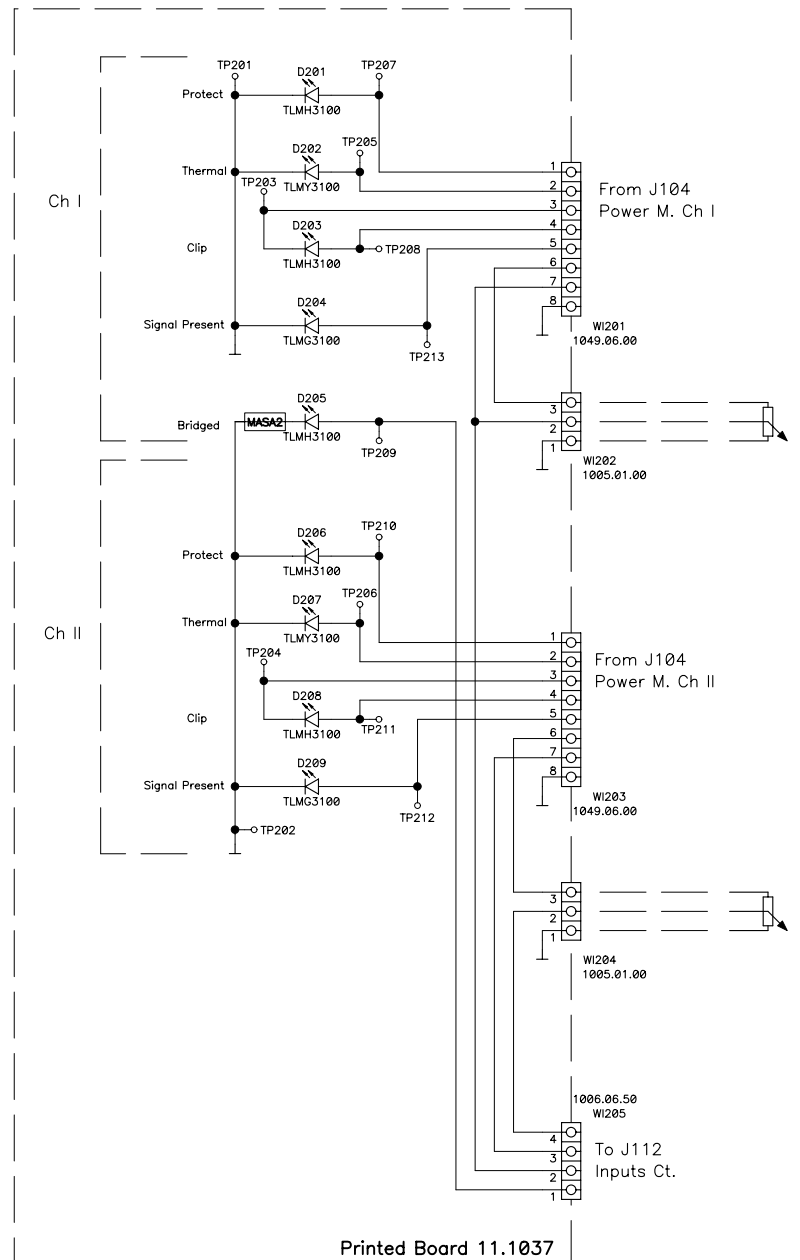 TP201
D201
TP207
Protect
TLMH3100
D202
TP205
Thermal
TLMY3100
TP203
Ch I
D203
TP208
Clip
TLMH3100
D204
Signal Present
TLMG3100
TP213
1
2
3
4
5
6
7
8
From J104
Power M. Ch I
WI201
1049.06.00
D205
Bridged
MASA2
TLMH3100
TP209
3
2
1
WI202
1005.01.00
TP210
D206
Protect
TLMH3100
D207
TP206
Thermal
TLMY3100
Ch II
TP204
D208
Clip
TLMH3100
TP211
D209
Signal Present
TLMG3100
TP212
TP202
1
2
3
4
5
6
7
8
From J104
Power M. Ch II
WI203
1049.06.00
3
2
1
WI204
1005.01.00
1006.06.50
WI205
4
3
2
1
To J112
Inputs Ct.
Printed Board 11.1037